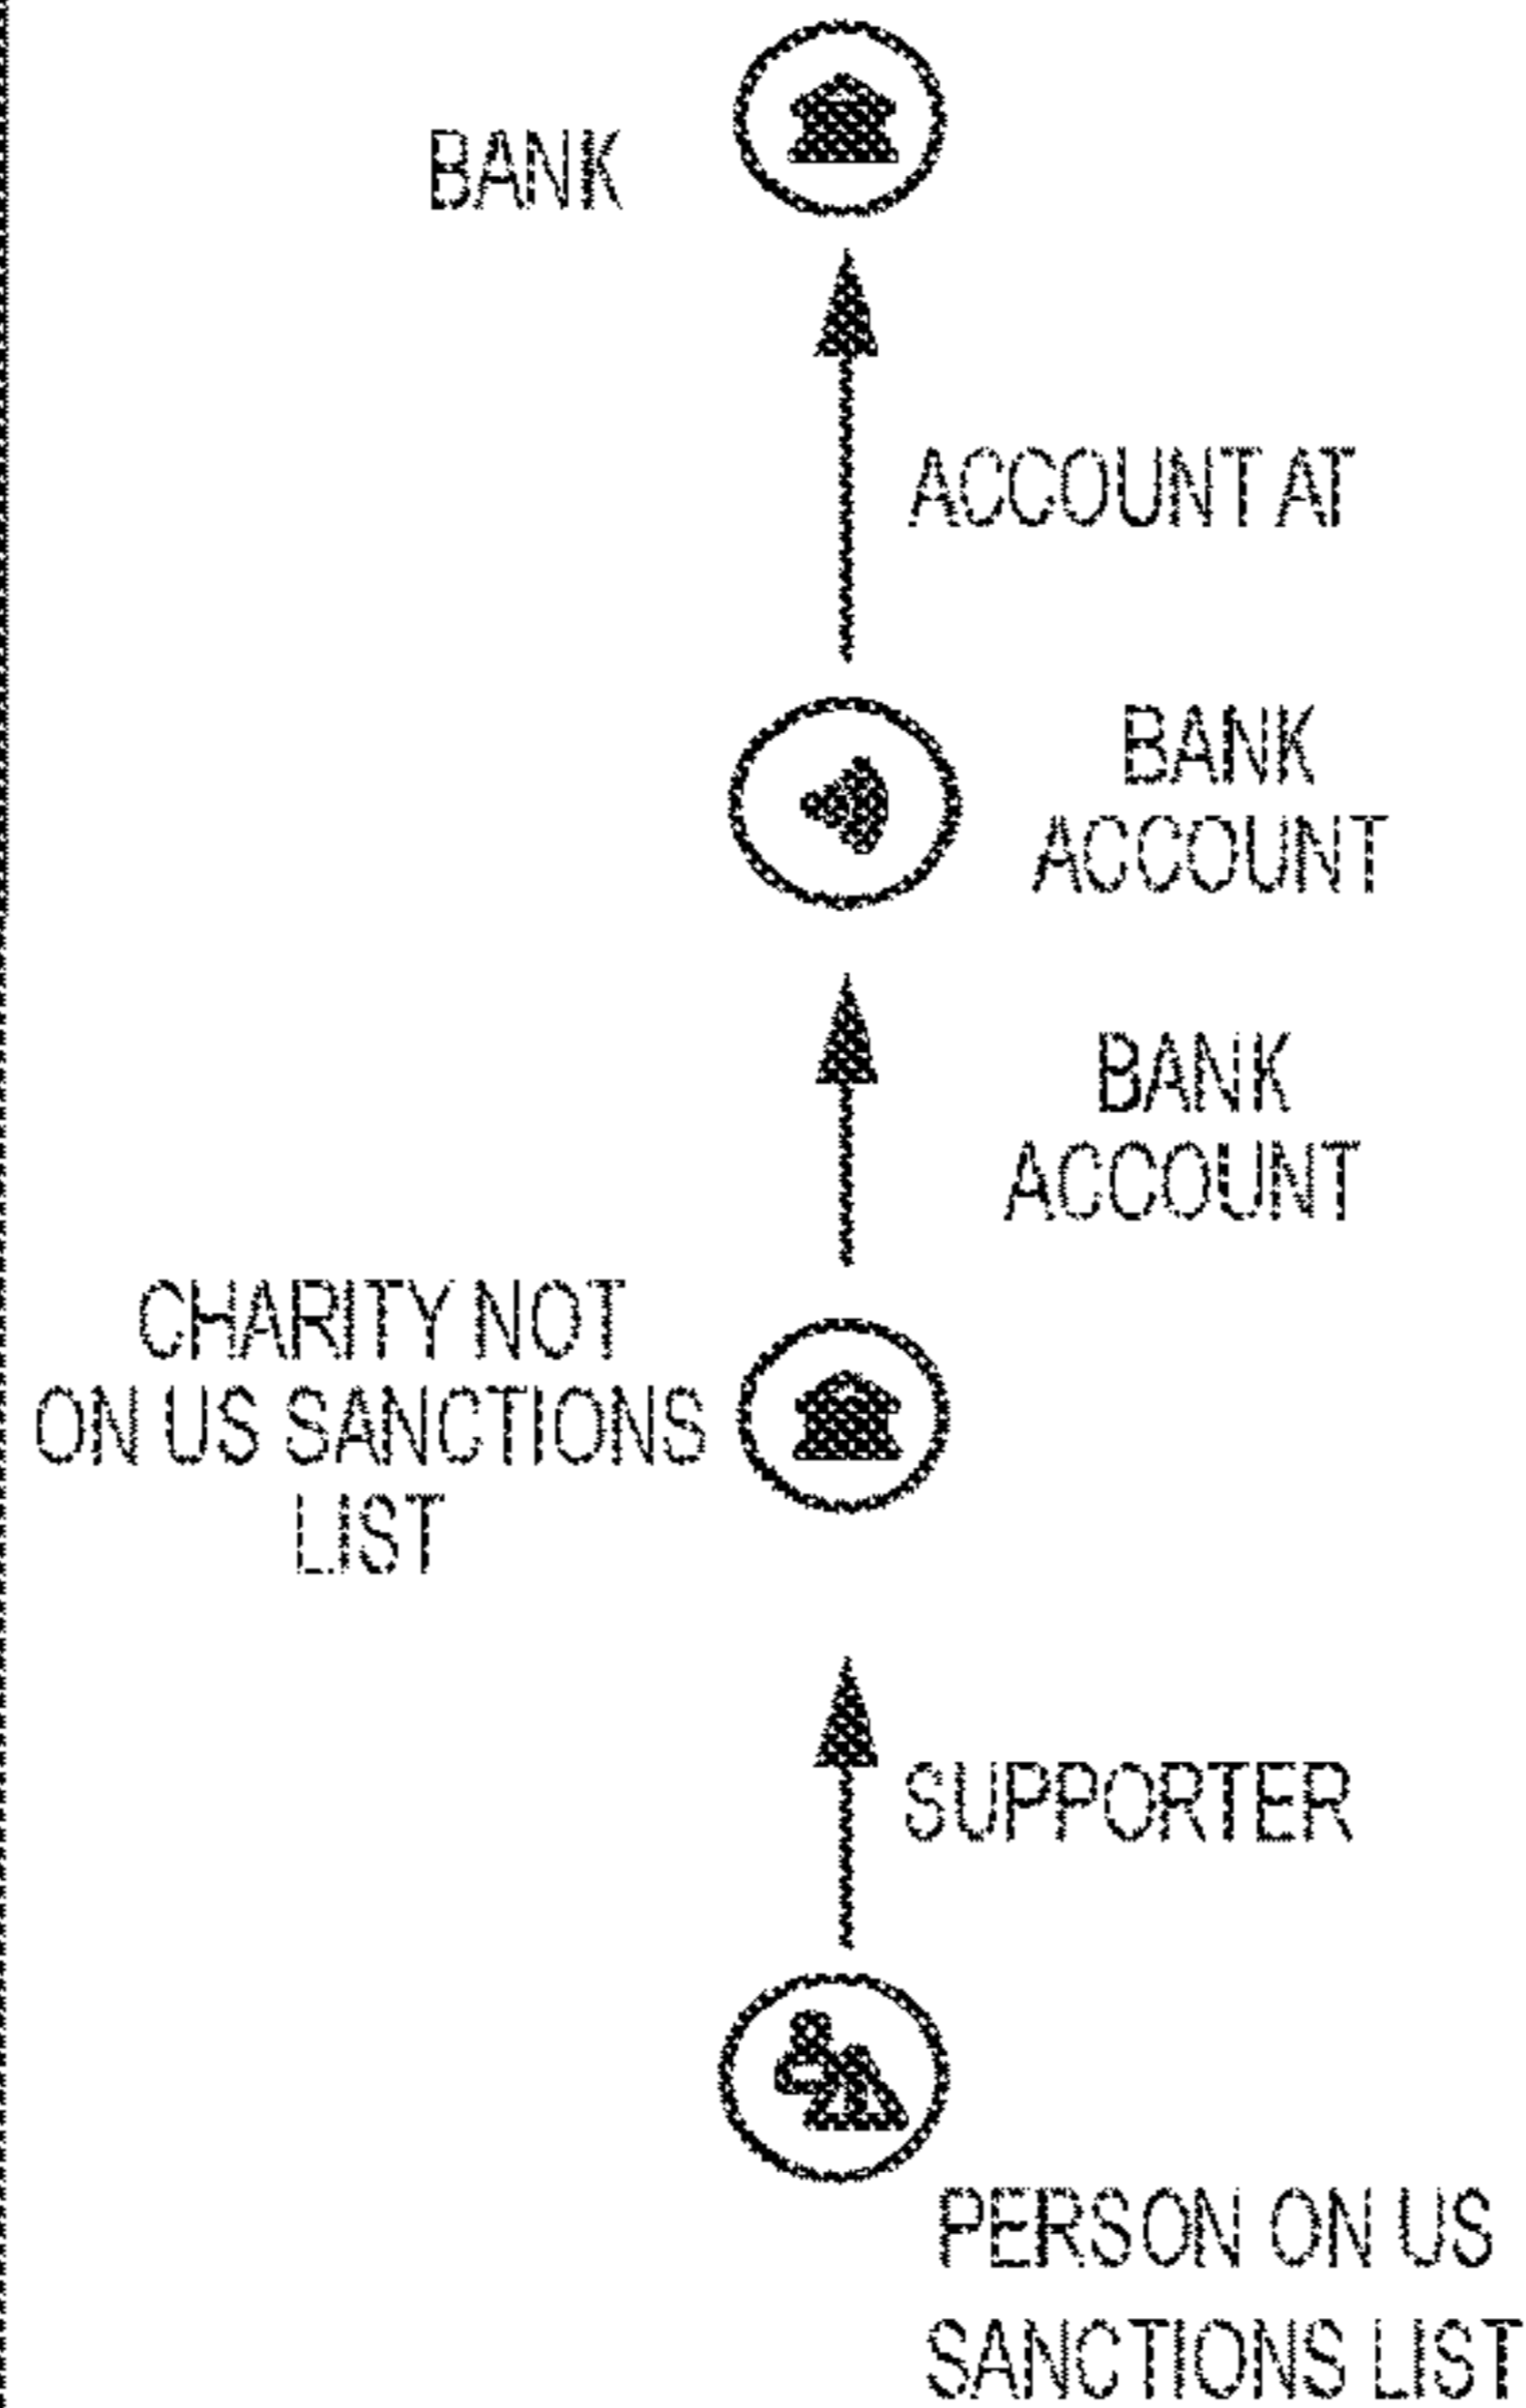 BANK
ACCOUNT AT
BANK
ACCOUNT
BANK
ACCOUNT
CHARITY NOT
ON US SANCTIONS
LIST
SUPPORTER
PERSON ON US
SANCTIONS LIST